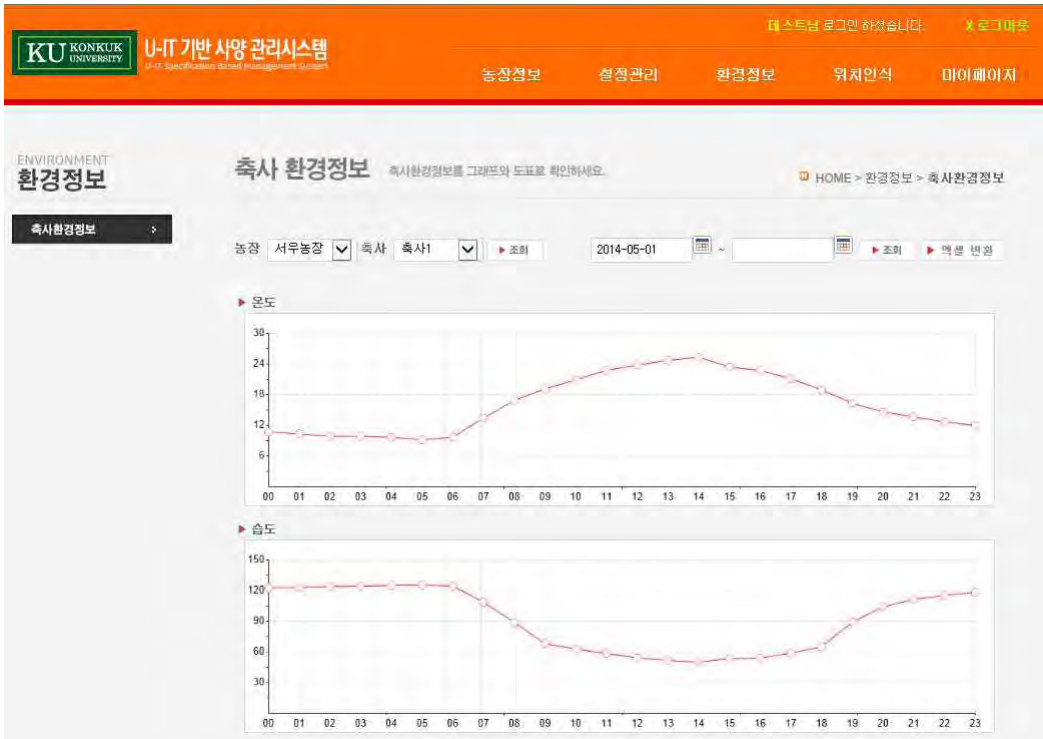 테스트님 로그인 하셨습니다. X 로그아웃
KU KONKUK UNIVERSITY
U-IT 기반 사양 관리시스템
U-IT Specification Based Management System
농장정보 설정관리 환경정보 위치인식 마이페이지
ENVIRONMENT
환경정보
축사환경정보
축사 환경정보 축사환경정보를 그래프와 도표로 확인하세요.
HOME > 환경정보 > 축사환경정보
농장 서우농장 축사 축사1 조회 2014-05-01 ~ 조회 엑셀 변환
온도
30
24
18
12
6
00 01 02 03 04 05 06 07 08 09 10 11 12 13 14 15 16 17 18 19 20 21 22 23
습도
150
120
90
60
30
00 01 02 03 04 05 06 07 08 09 10 11 12 13 14 15 16 17 18 19 20 21 22 23